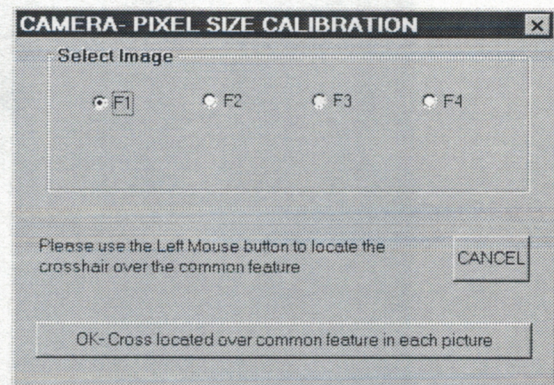 CAMERA- PIXEL SIZE CALIBRATION
Select Image
F1 F2 F3 F4
Please use the Left Mouse button to locate the
crosshair over the common feature
CANCEL
OK- Cross located over common feature in each picture